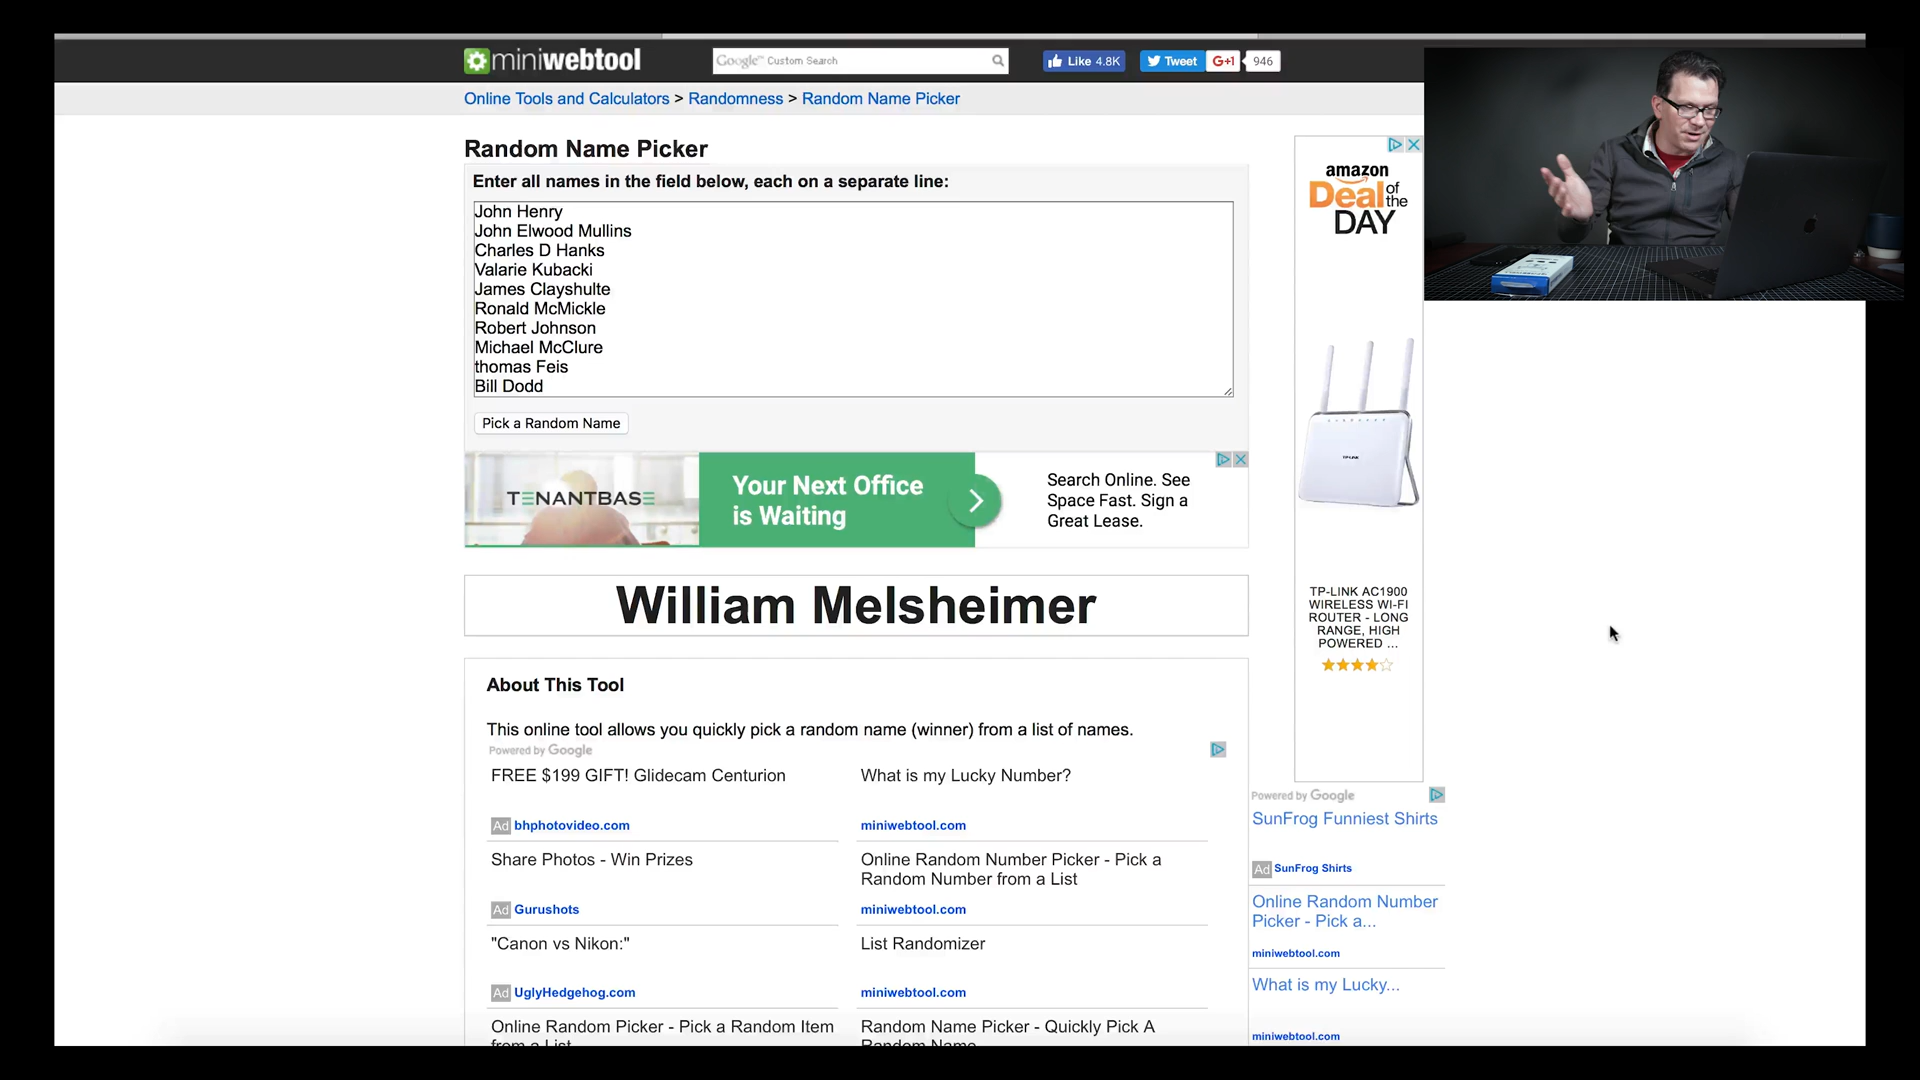 miniwebtool
Google™ Custom Search
Like 4.8K
Tweet
G+1
946
Online Tools and Calculators > Randomness > Random Name Picker
Random Name Picker
Enter all names in the field below, each on a separate line:
John Henry
John Elwood Mullins
Charles D Hanks
Valarie Kubacki
James Clayshulte
Ronald McMickle
Robert Johnson
Michael McClure
thomas Feis
Bill Dodd
Pick a Random Name
TENANTBASE
Your Next Office
is Waiting
Search Online. See
Space Fast. Sign a
Great Lease.
William Melsheimer
About This Tool
This online tool allows you quickly pick a random name (winner) from a list of names.
Powered by Google
FREE $199 GIFT! Glidecam Centurion
Ad bhphotovideo.com
Share Photos - Win Prizes
Ad Gurushots
"Canon vs Nikon:"
Ad UglyHedgehog.com
Online Random Picker - Pick a Random Item
from a List
What is my Lucky Number?
miniwebtool.com
Online Random Number Picker - Pick a
Random Number from a List
miniwebtool.com
List Randomizer
miniwebtool.com
Random Name Picker - Quickly Pick A
Random Name
amazon
Deal of the
DAY
TP-LINK
TP-LINK AC1900
WIRELESS WI-FI
ROUTER - LONG
RANGE, HIGH
POWERED ...
Powered by Google
SunFrog Funniest Shirts
Ad SunFrog Shirts
Online Random Number
Picker - Pick a...
miniwebtool.com
What is my Lucky...
miniwebtool.com